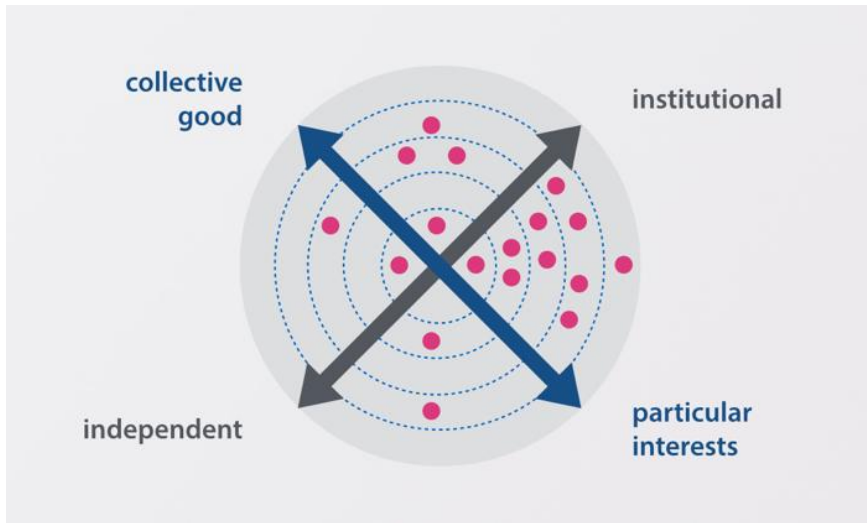 collective
good
institutional
independent
particular
interests